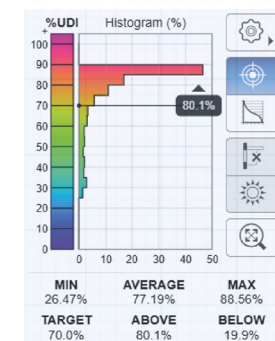 %UDI Histogram (%)
+
100
90
80
70
60
50
40
30
20
10
0
-
80.1%
0 10 20 30 40 50
MIN AVERAGE MAX
26.47% 77.19% 88.56%
TARGET ABOVE BELOW
70.0% 80.1% 19.9%